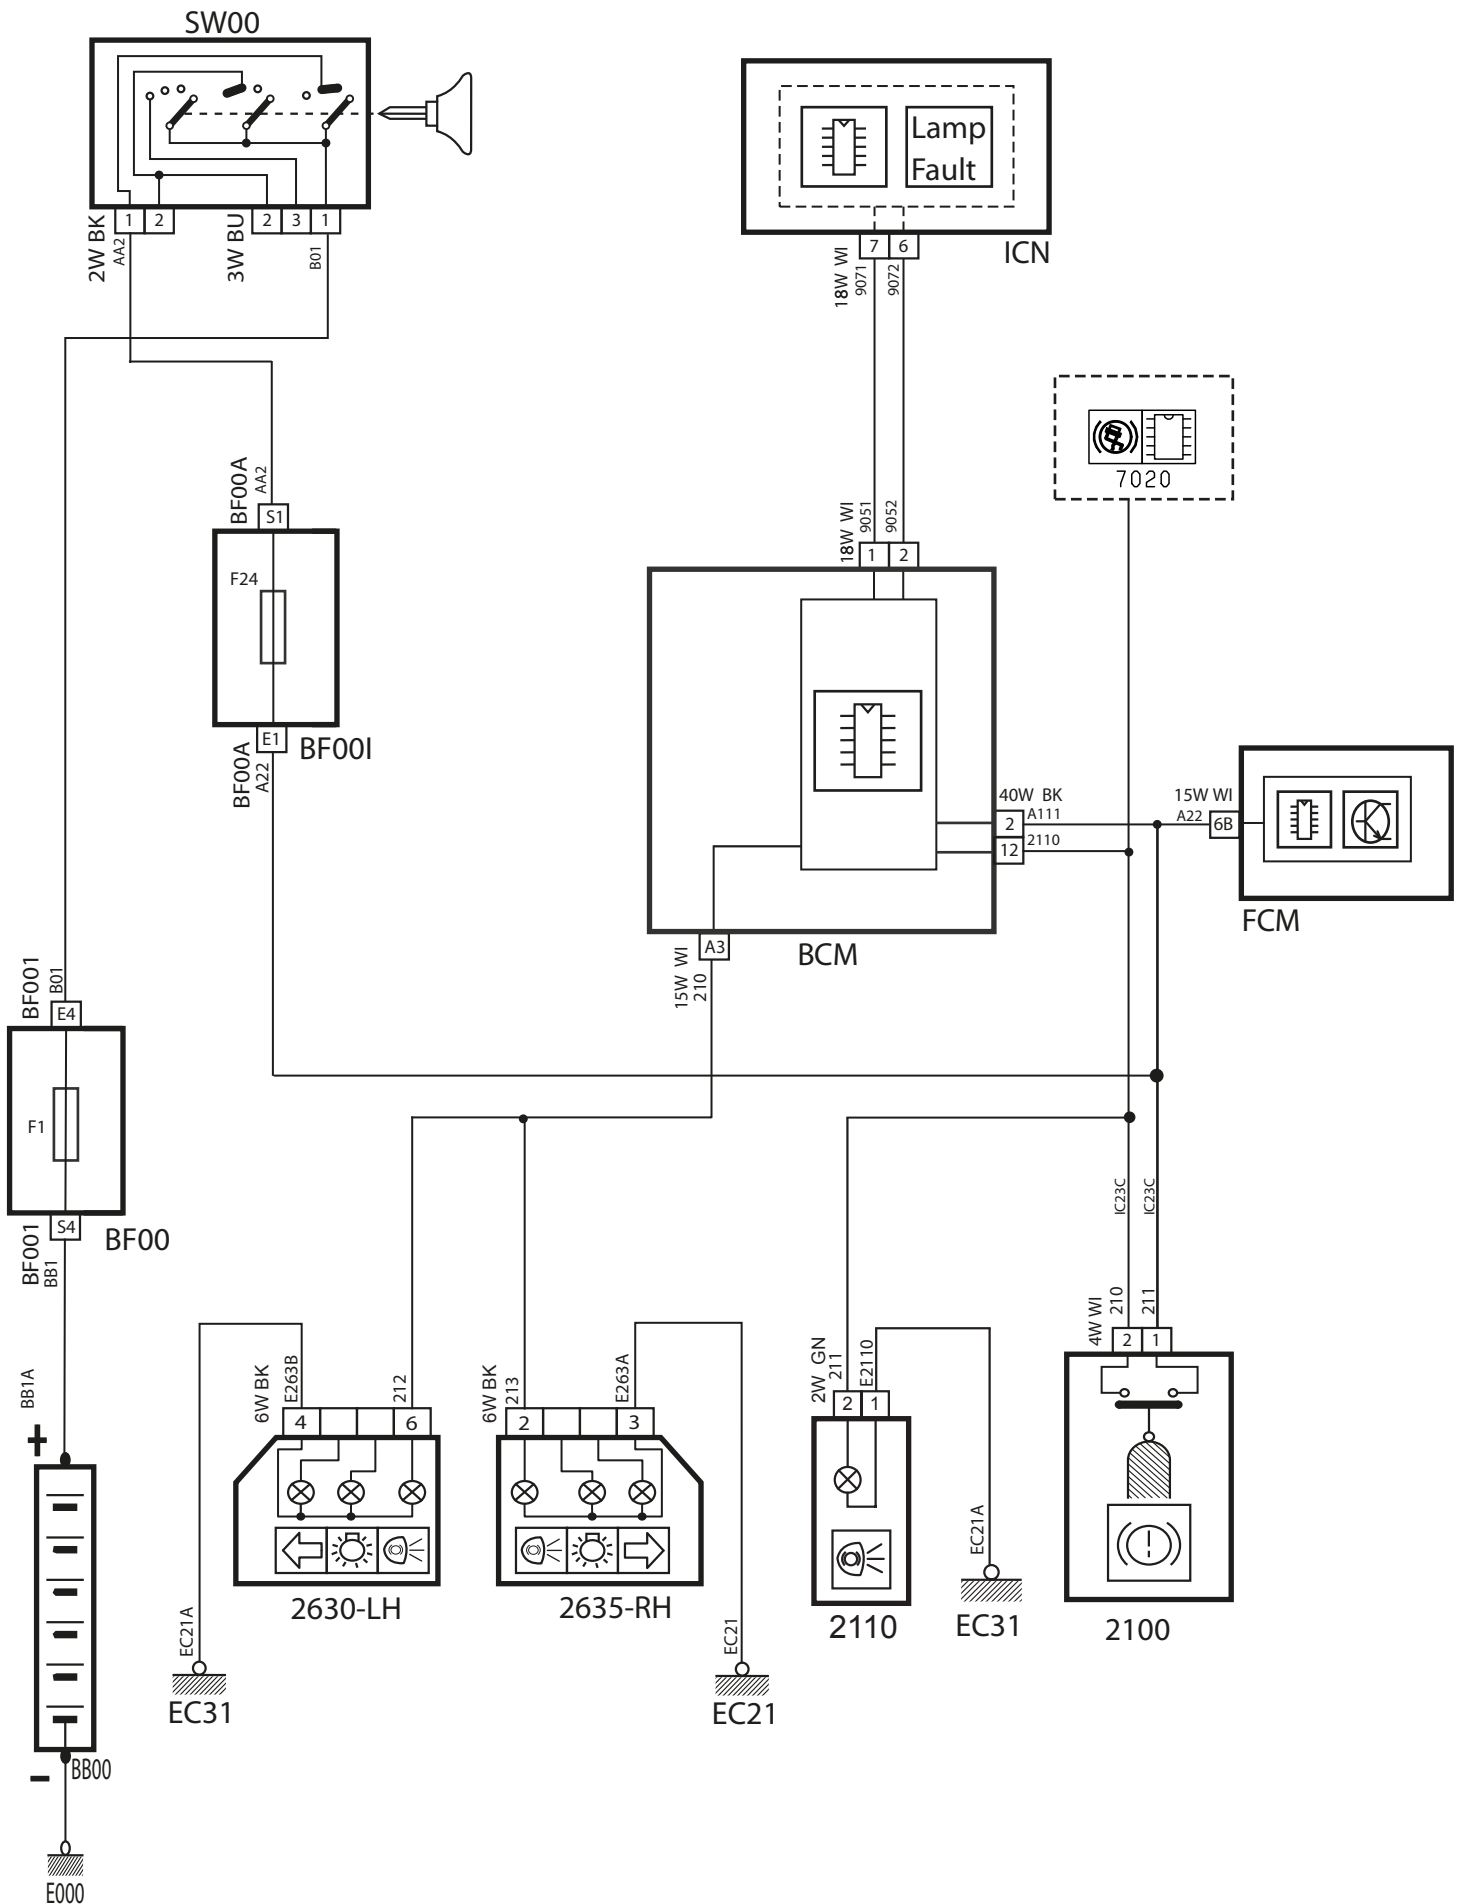 SW00
1 2
2 3 1
2W BK
AA2
3W BU
B01
Lamp
Fault
7 6
ICN
18W WI
9071
9072
7020
BF00A
AA2
S1
F24
E1
BF00I
BF00A
A22
18W WI
9051
9052
1 2
40W BK
A111
2
2110
12
15W WI
A22
6B
FCM
BCM
A3
15W WI
210
BF001
B01
E4
F1
S4
BF00
BF001
BB1
BB1A
+
BB00
–
E000
IC23C
IC23C
4W WI
210
211
2 1
2100
6W BK
E263B
212
4 6
2630-LH
EC21A
EC31
6W BK
213
E263A
2 3
2635-RH
EC21
EC21
2W GN
211
E2110
2 1
2110
EC21A
EC31